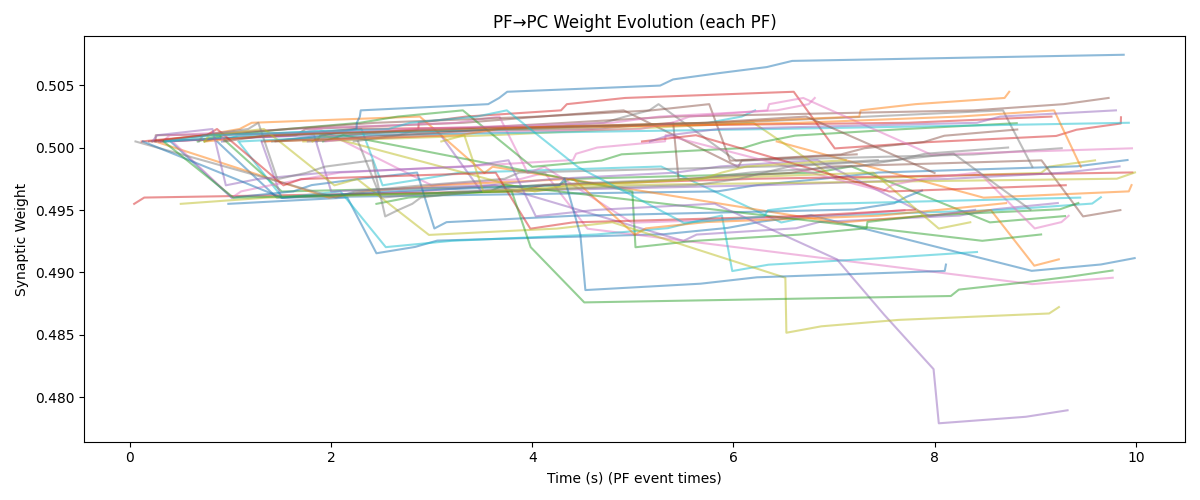 PF→PC Weight Evolution (each PF)
Synaptic Weight
0.505
0.500
0.495
0.490
0.485
0.480
0 2 4 6 8 10
Time (s) (PF event times)